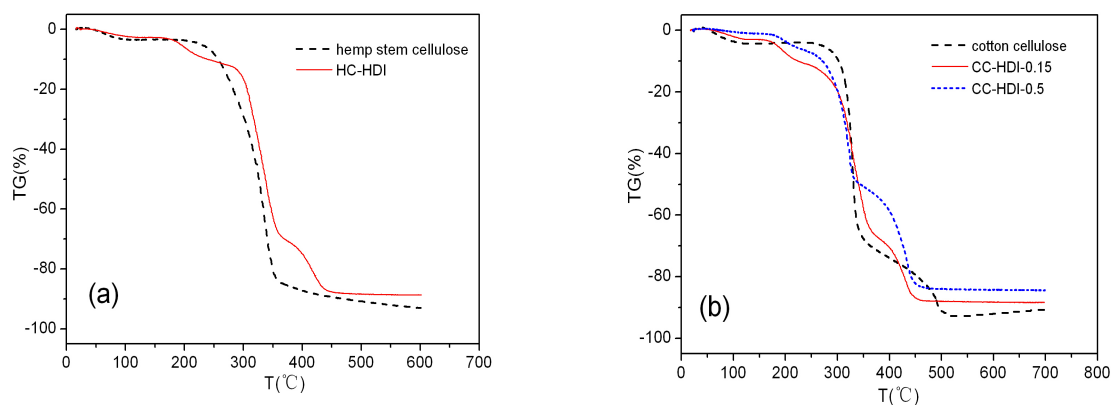 0
-20
-40
-60
-80
-100
TG(%)
hemp stem cellulose
HC-HDI
(a)
0 100 200 300 400 500 600 700
T(℃)
0
-20
-40
-60
-80
-100
TG(%)
cotton cellulose
CC-HDI-0.15
CC-HDI-0.5
(b)
0 100 200 300 400 500 600 700 800
T(℃)